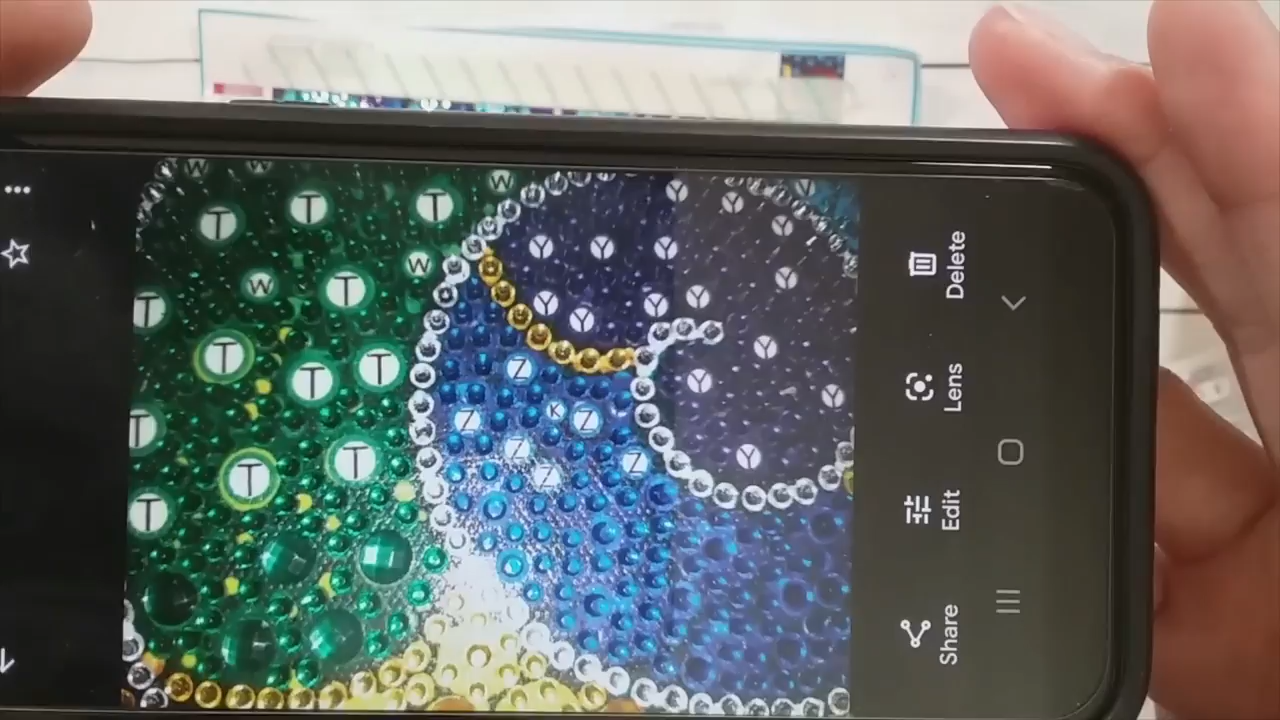 W W
T T T W Y Y W
Y Y
Y Y Y
W T W Y
T Y Y Y Y
T T T Z Y
K Y Y
T Z Z
T T Z Z Y
Z
T
Delete
Lens
Edit
Share